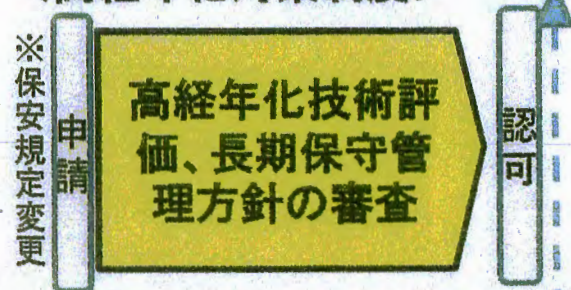 ※保安規定変更
申請
高経年化技術評
価、長期保守管
理方針の審査
認可